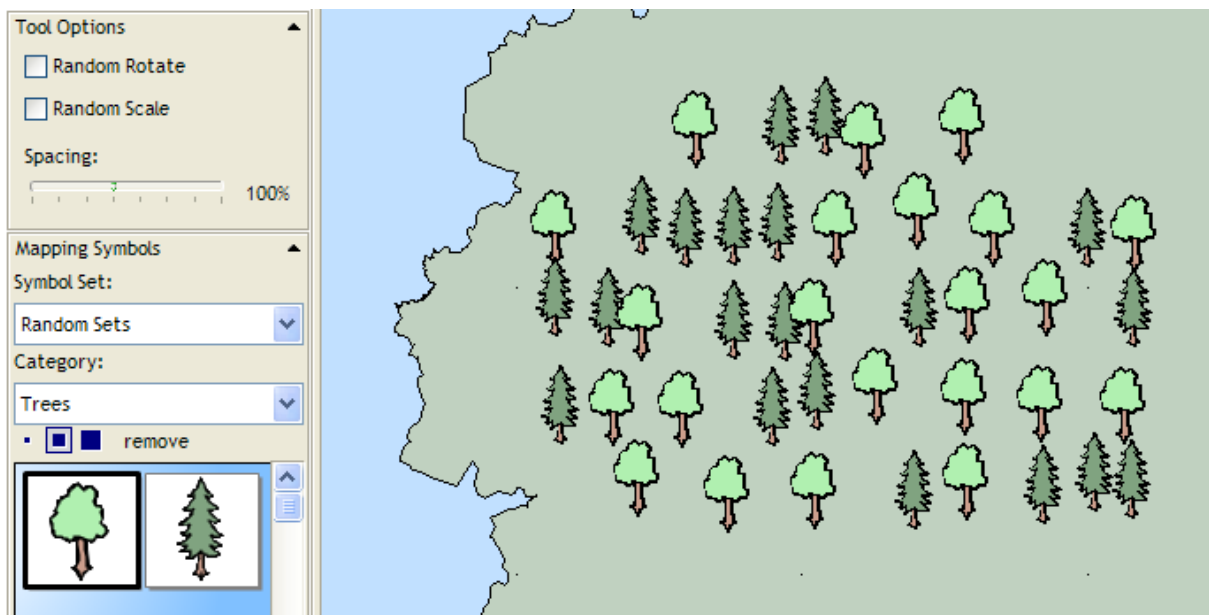 Tool Options
Random Rotate
Random Scale
Spacing:
100%
Mapping Symbols
Symbol Set:
Random Sets
Category:
Trees
remove